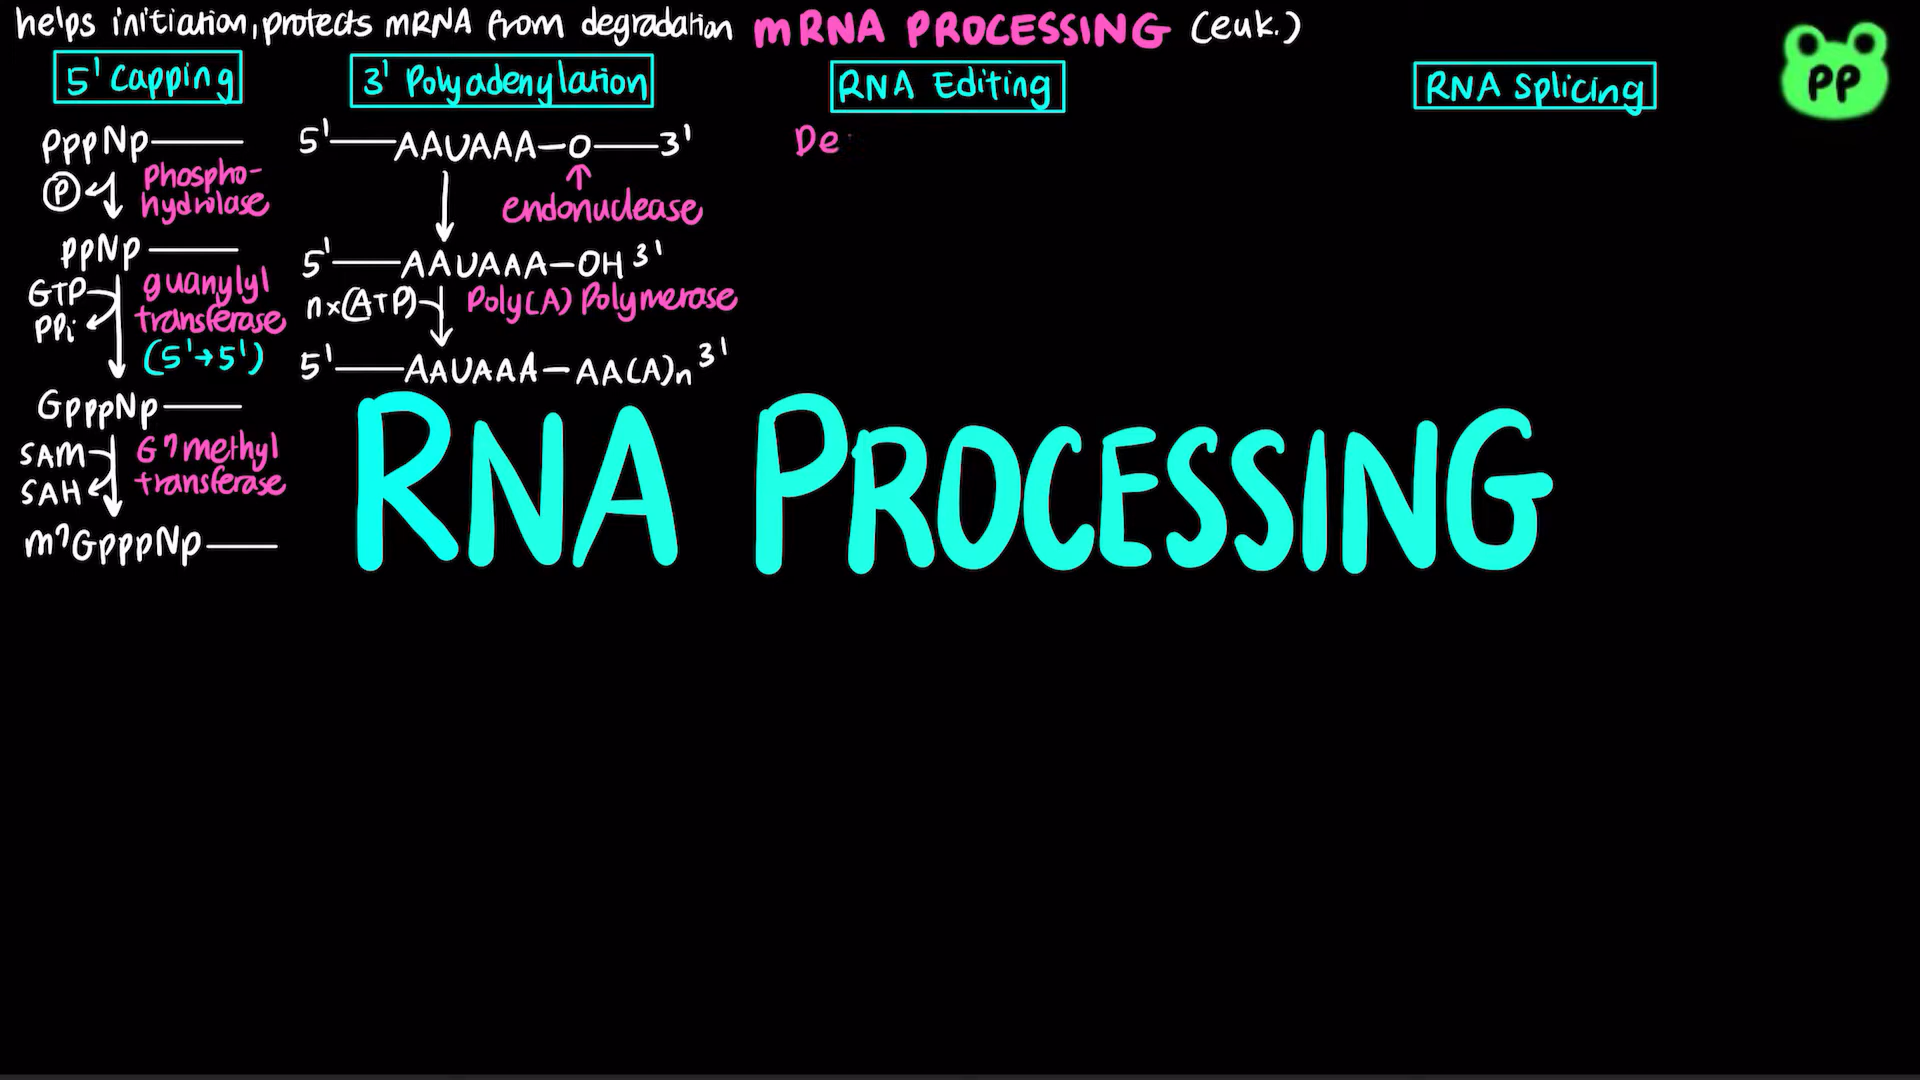 helps initiation, protects mRNA from degradation
mRNA PROCESSING (euk.)
PP
5' Capping
PppNp
P
Phospho-
hydrolase
ppNp
GTP
PPi
guanylyl
transferase
(5'→5')
GpppNp
SAM
SAH
G7 methyl
transferase
m7GpppNp
3' Polyadenylation
5'—AAUAAA—O—3'
endonuclease
5'—AAUAAA—OH 3'
n×(ATP)
Poly(A) Polymerase
5'—AAUAAA—AA(A)n 3'
RNA Editing
De
RNA Splicing
RNA PROCESSING